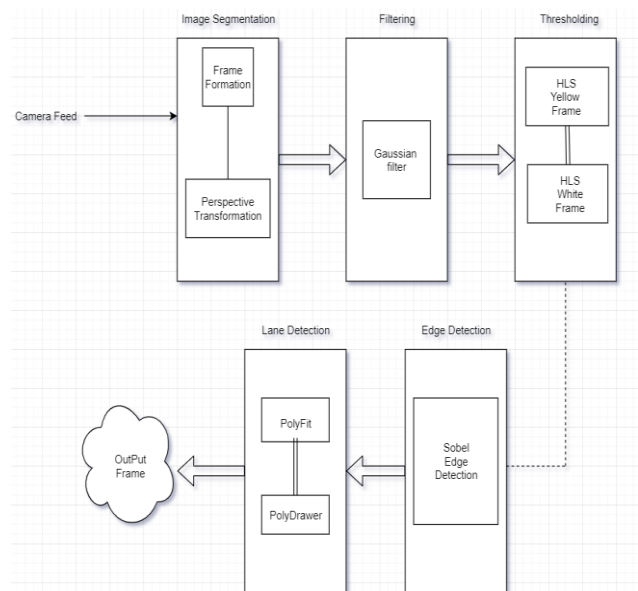 Image Segmentation
Filtering
Thresholding
Camera Feed
Frame
Formation
Perspective
Transformation
Gaussian
filter
HLS
Yellow
Frame
HLS
White
Frame
Lane Detection
Edge Detection
OutPut
Frame
PolyFit
PolyDrawer
Sobel
Edge
Detection